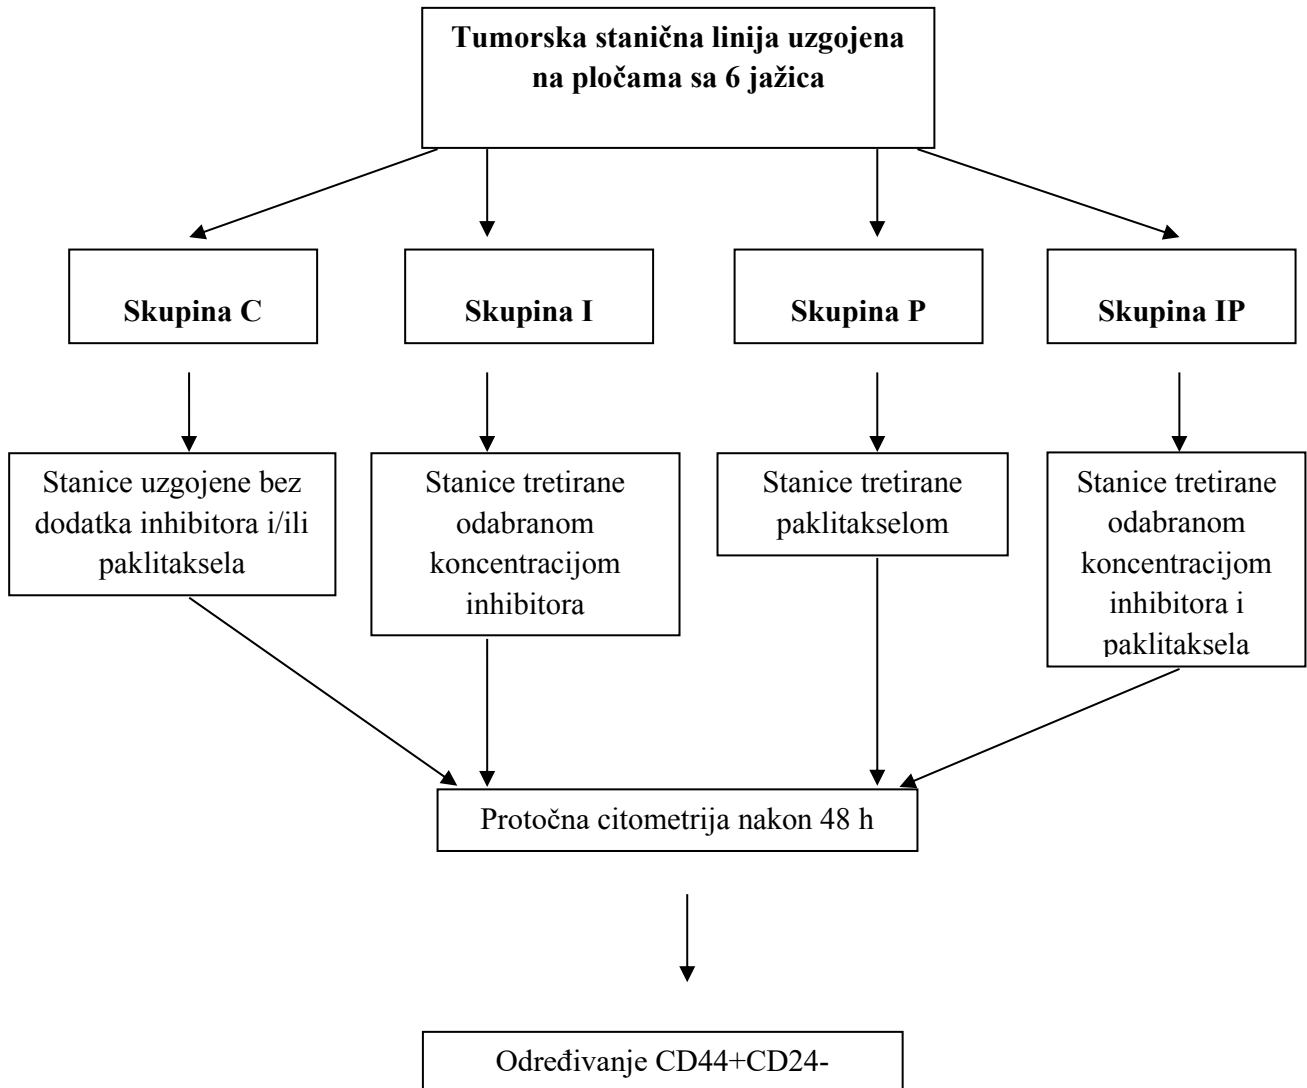 Tumorska stanična linija uzgojena
na pločama sa 6 jažica
Skupina C
Skupina I
Skupina P
Skupina IP
Stanice uzgojene bez
dodatka inhibitora i/ili
paklitaksela
Stanice tretirane
odabranom
koncentracijom
inhibitora
Stanice tretirane
paklitakselom
Stanice tretirane
odabranom
koncentracijom
inhibitora i
paklitaksela
Protočna citometrija nakon 48 h
Određivanje CD44+CD24-